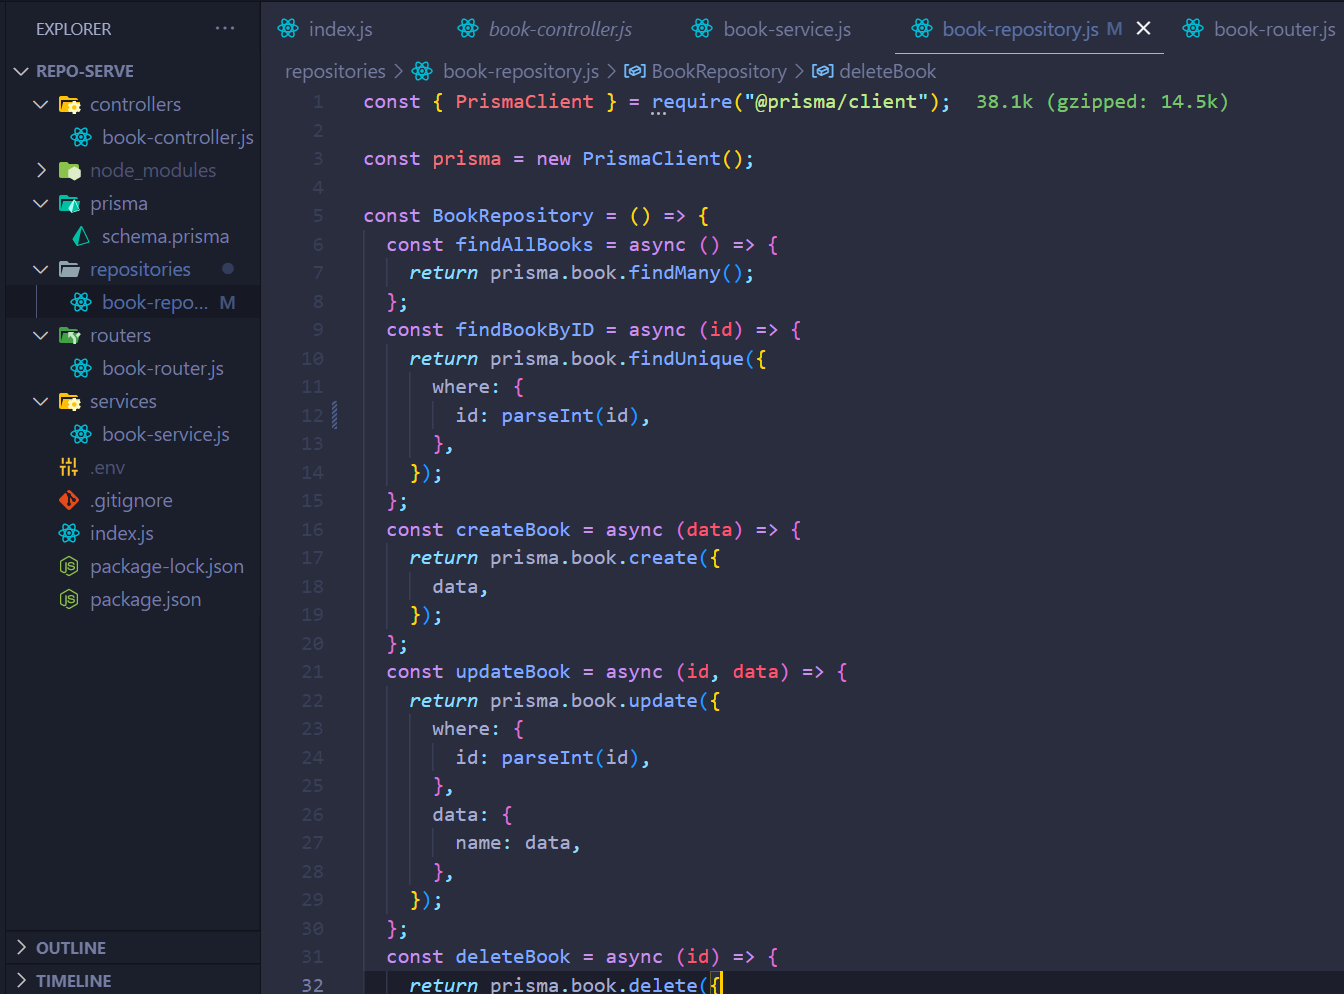 EXPLORER ...
REPO-SERVE
controllers
book-controller.js
node_modules
prisma
schema.prisma
repositories
book-repo... M
routers
book-router.js
services
book-service.js
.env
.gitignore
index.js
package-lock.json
package.json
OUTLINE
TIMELINE
index.js book-controller.js book-service.js book-repository.js M book-router.js
repositories > book-repository.js > BookRepository > deleteBook
1 const { PrismaClient } = require("@prisma/client"); 38.1k (gzipped: 14.5k)
2
3 const prisma = new PrismaClient();
4
5 const BookRepository = () => {
6 const findAllBooks = async () => {
7 return prisma.book.findMany();
8 };
9 const findBookByID = async (id) => {
10 return prisma.book.findUnique({
11 where: {
12 id: parseInt(id),
13 },
14 });
15 };
16 const createBook = async (data) => {
17 return prisma.book.create({
18 data,
19 });
20 };
21 const updateBook = async (id, data) => {
22 return prisma.book.update({
23 where: {
24 id: parseInt(id),
25 },
26 data: {
27 name: data,
28 },
29 });
30 };
31 const deleteBook = async (id) => {
32 return prisma.book.delete({